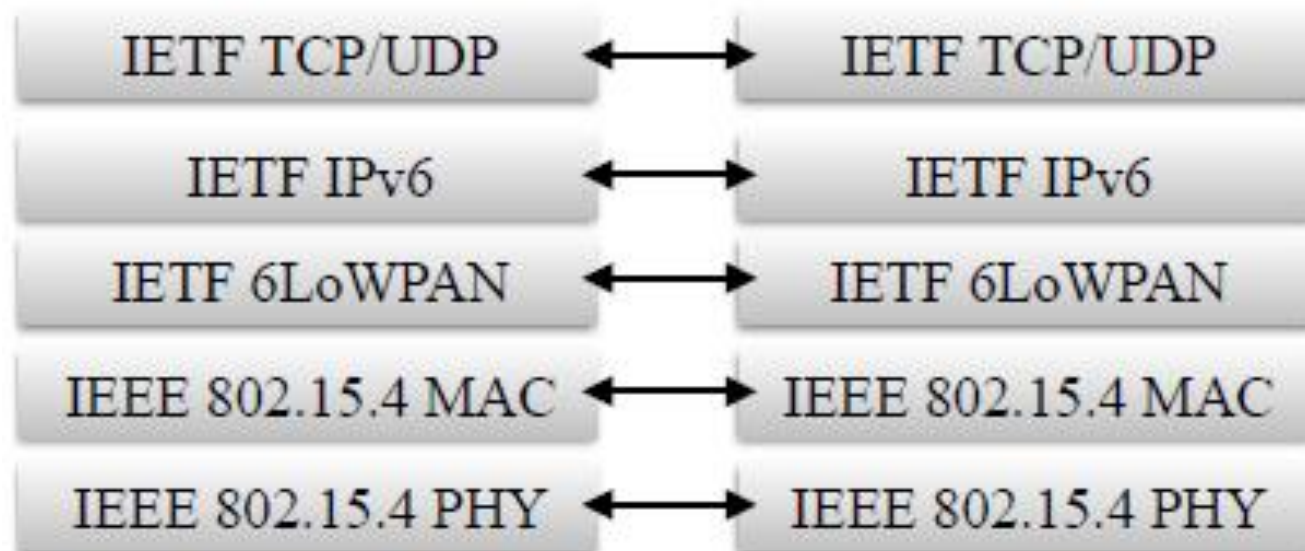 IETF TCP/UDP IETF TCP/UDP
IETF IPv6 IETF IPv6
IETF 6LoWPAN IETF 6LoWPAN
IEEE 802.15.4 MAC IEEE 802.15.4 MAC
IEEE 802.15.4 PHY IEEE 802.15.4 PHY